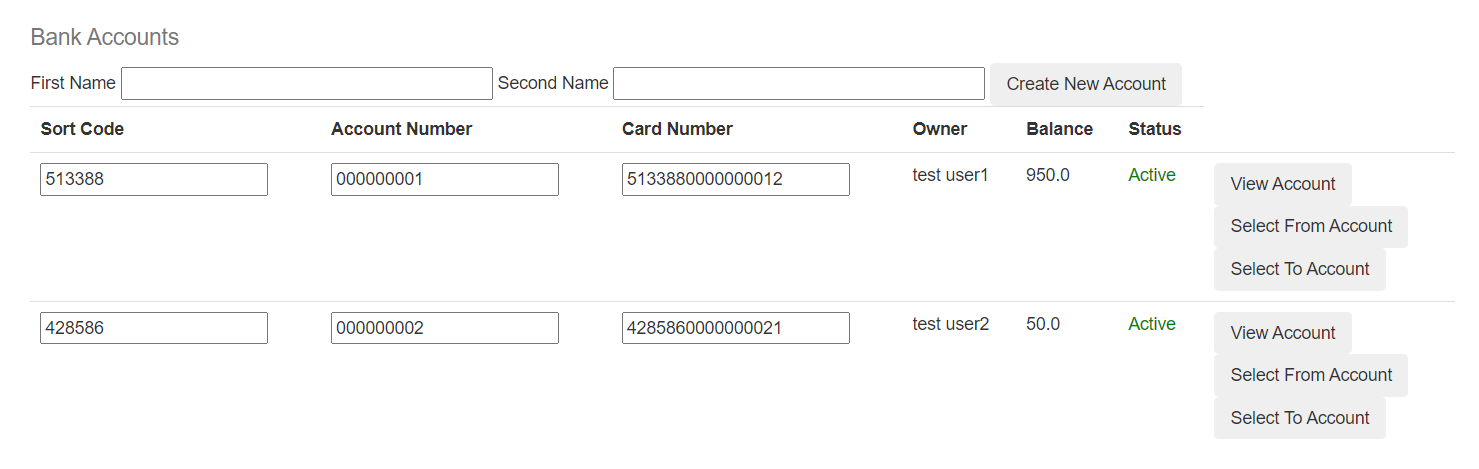 Bank Accounts
First Name Second Name Create New Account
Sort Code Account Number Card Number Owner Balance Status
513388 000000001 5133880000000012 test user1 950.0 Active View Account
Select From Account
Select To Account
428586 000000002 4285860000000021 test user2 50.0 Active View Account
Select From Account
Select To Account